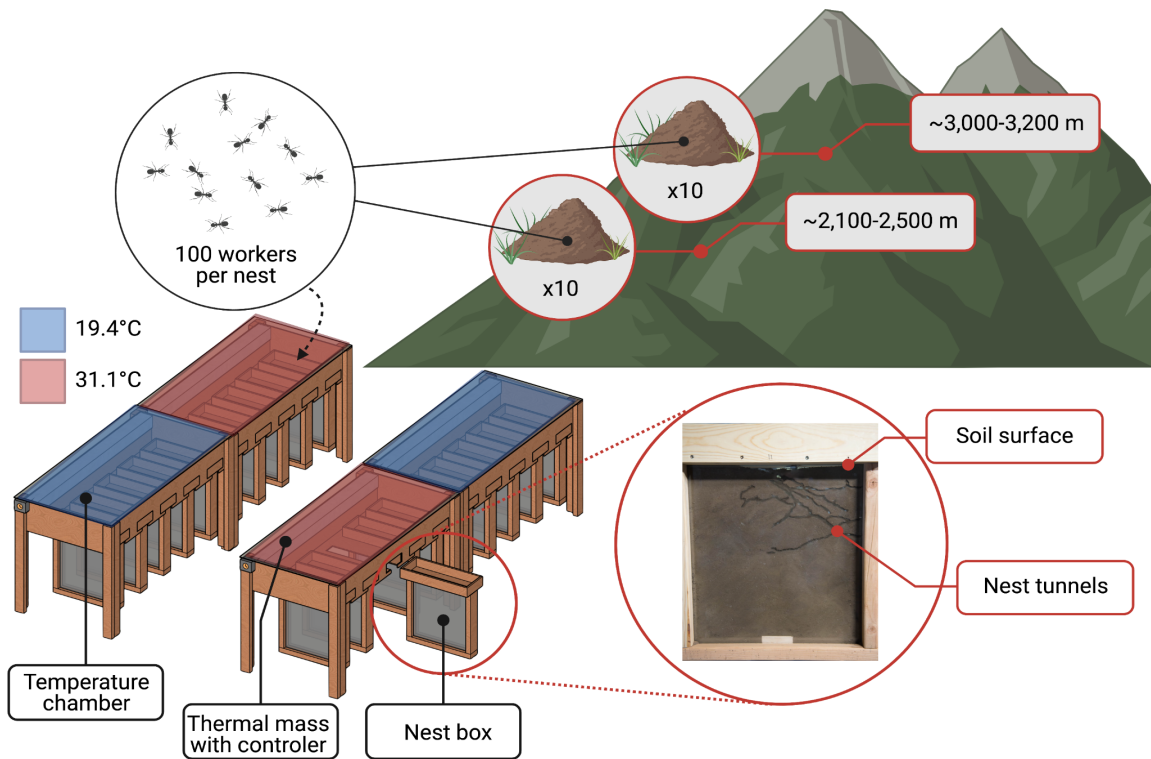 ~3,000-3,200 m
x10
~2,100-2,500 m
x10
100 workers
per nest
19.4°C
31.1°C
Soil surface
Nest tunnels
Temperature
chamber
Thermal mass
with controler
Nest box